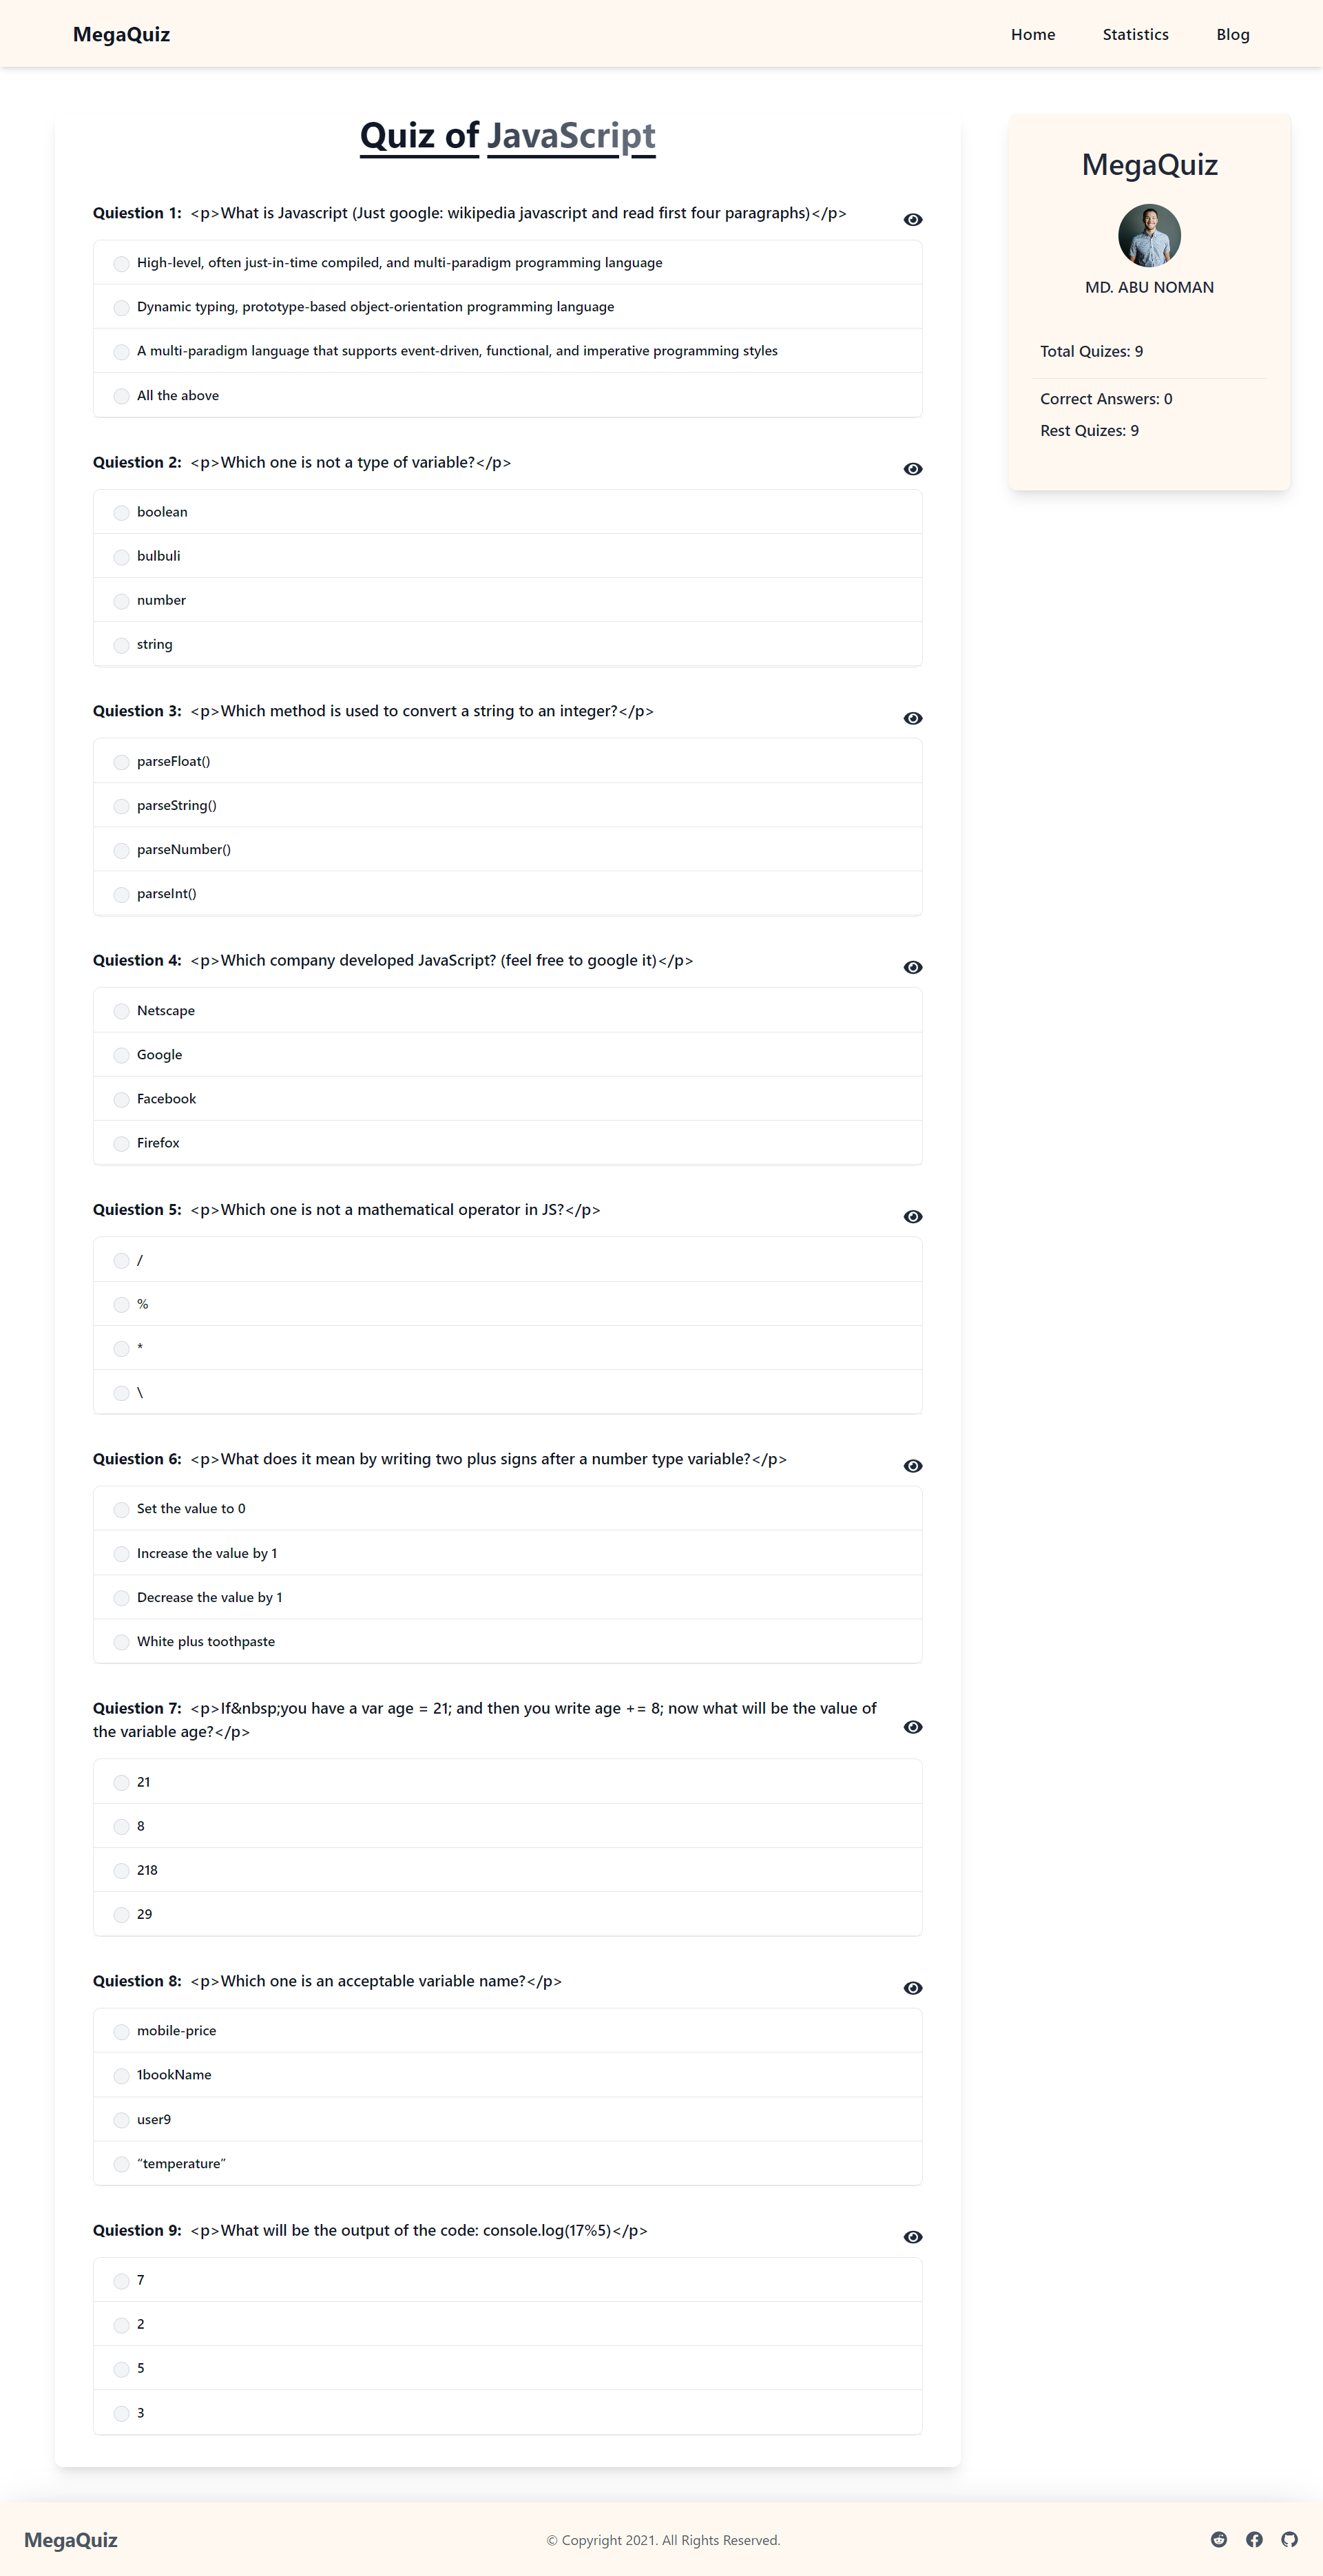 MegaQuiz
Home Statistics Blog
Quiz of JavaScript
Quiestion 1: <p>What is Javascript (Just google: wikipedia javascript and read first four paragraphs)</p>
High-level, often just-in-time compiled, and multi-paradigm programming language
Dynamic typing, prototype-based object-orientation programming language
A multi-paradigm language that supports event-driven, functional, and imperative programming styles
All the above
Quiestion 2: <p>Which one is not a type of variable?</p>
boolean
bulbuli
number
string
Quiestion 3: <p>Which method is used to convert a string to an integer?</p>
parseFloat()
parseString()
parseNumber()
parseInt()
Quiestion 4: <p>Which company developed JavaScript? (feel free to google it)</p>
Netscape
Google
Facebook
Firefox
Quiestion 5: <p>Which one is not a mathematical operator in JS?</p>
/
%
*
\
Quiestion 6: <p>What does it mean by writing two plus signs after a number type variable?</p>
Set the value to 0
Increase the value by 1
Decrease the value by 1
White plus toothpaste
Quiestion 7: <p>If&nbsp;you have a var age = 21; and then you write age += 8; now what will be the value of
the variable age?</p>
21
8
218
29
Quiestion 8: <p>Which one is an acceptable variable name?</p>
mobile-price
1bookName
user9
“temperature”
Quiestion 9: <p>What will be the output of the code: console.log(17%5)</p>
7
2
5
3
MegaQuiz
MD. ABU NOMAN
Total Quizes: 9
Correct Answers: 0
Rest Quizes: 9
MegaQuiz
© Copyright 2021. All Rights Reserved.